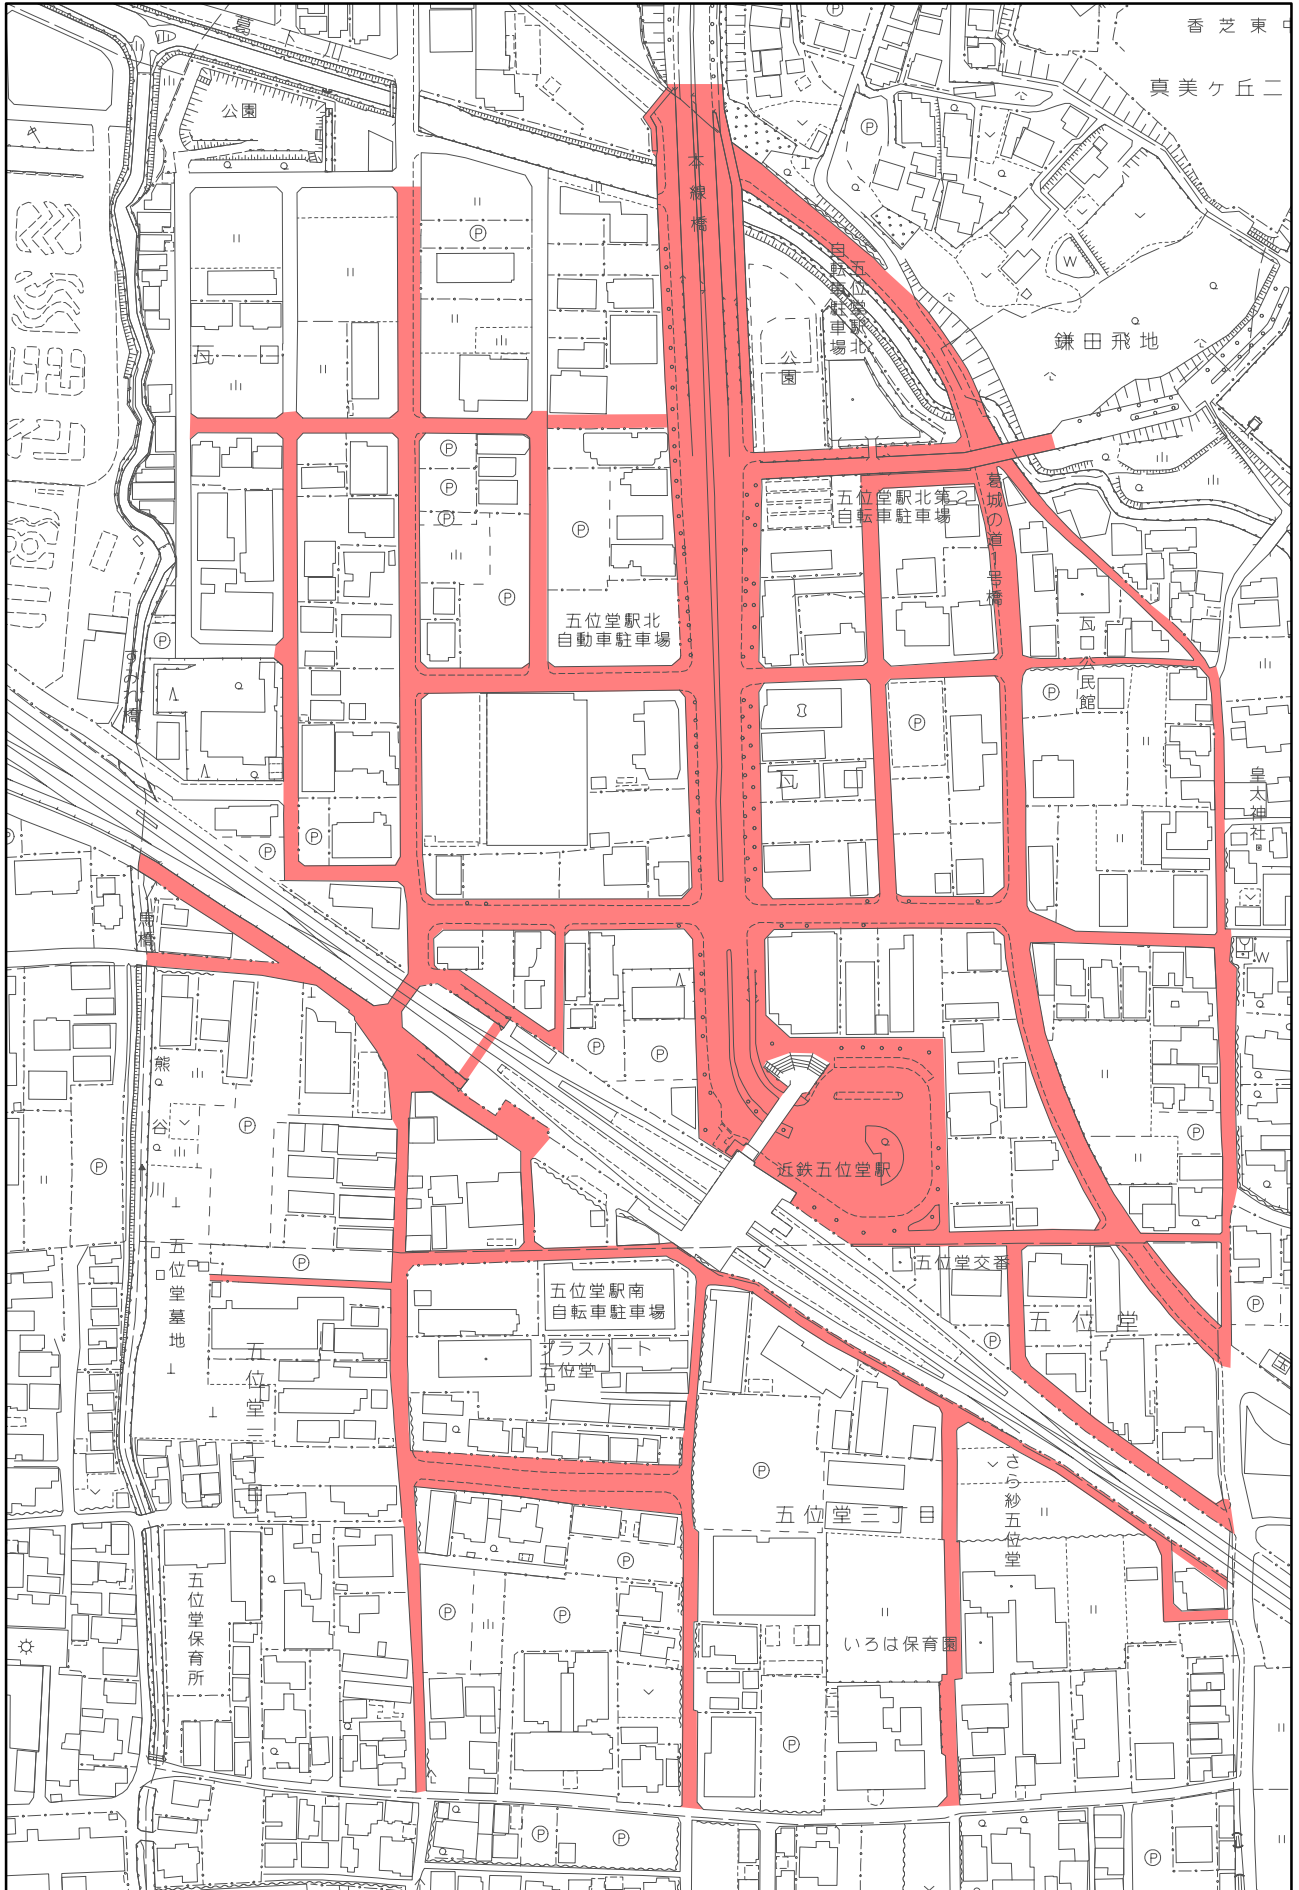 香芝東中
真美ケ丘二
公園
本線橋
五位堂駅北
自転車駐車場
公園
鎌田飛地
W
瓦
五位堂駅北第2
自転車駐車場
葛城の道1号橋
五位堂駅北
自動車駐車場
瓦口公民館
瓦口
皇太神社
馬橋
W
熊谷川
近鉄五位堂駅
五位堂交番
五位堂墓地
五位堂駅南
自転車駐車場
プラスハート
五位堂
五位堂
五位堂三丁目
さら紗五位堂
五位堂三丁目
五位堂保育所
いろは保育園